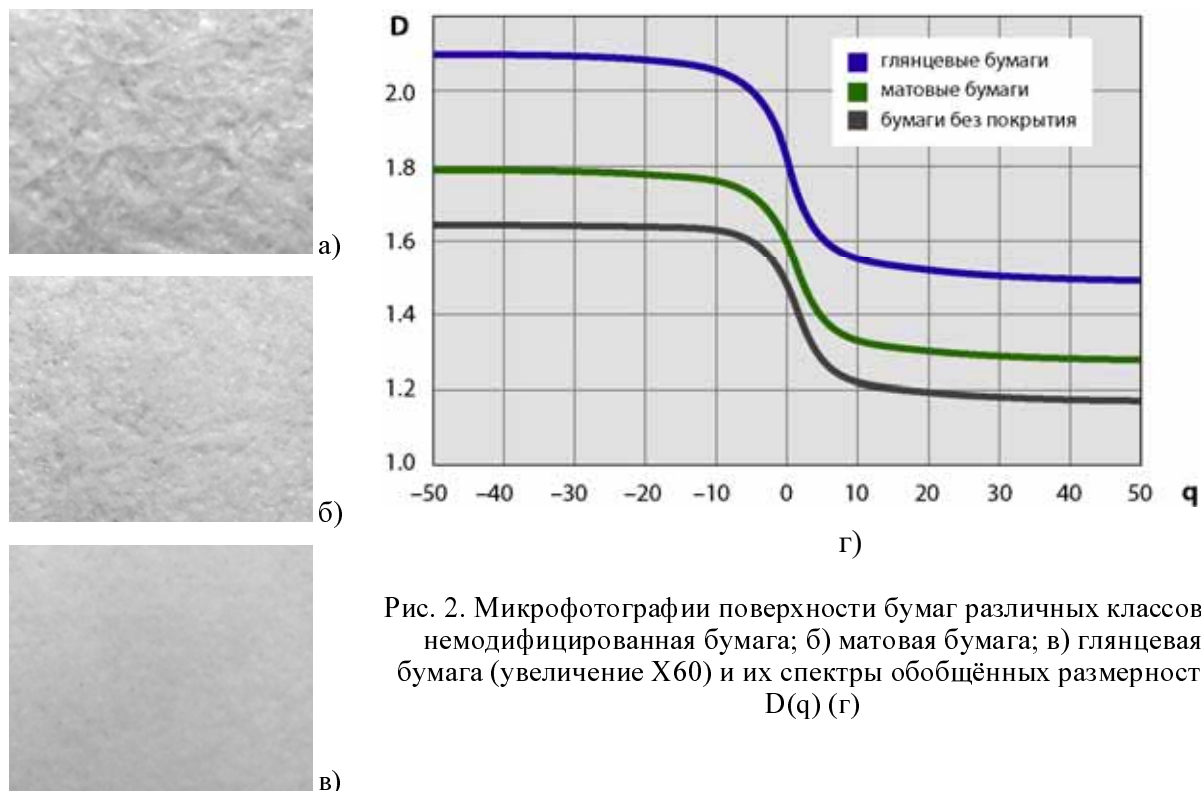 а)
б)
в)
D
2.0
1.8
1.6
1.4
1.2
1.0
глянцевые бумаги
матовые бумаги
бумаги без покрытия
−50 −40 −30 −20 −10 0 10 20 30 40 50 q
г)
Рис. 2. Микрофотографии поверхности бумаг различных классов
немодифицированная бумага; б) матовая бумага; в) глянцевая
бумага (увеличение X60) и их спектры обобщённых размерност
D(q) (г)